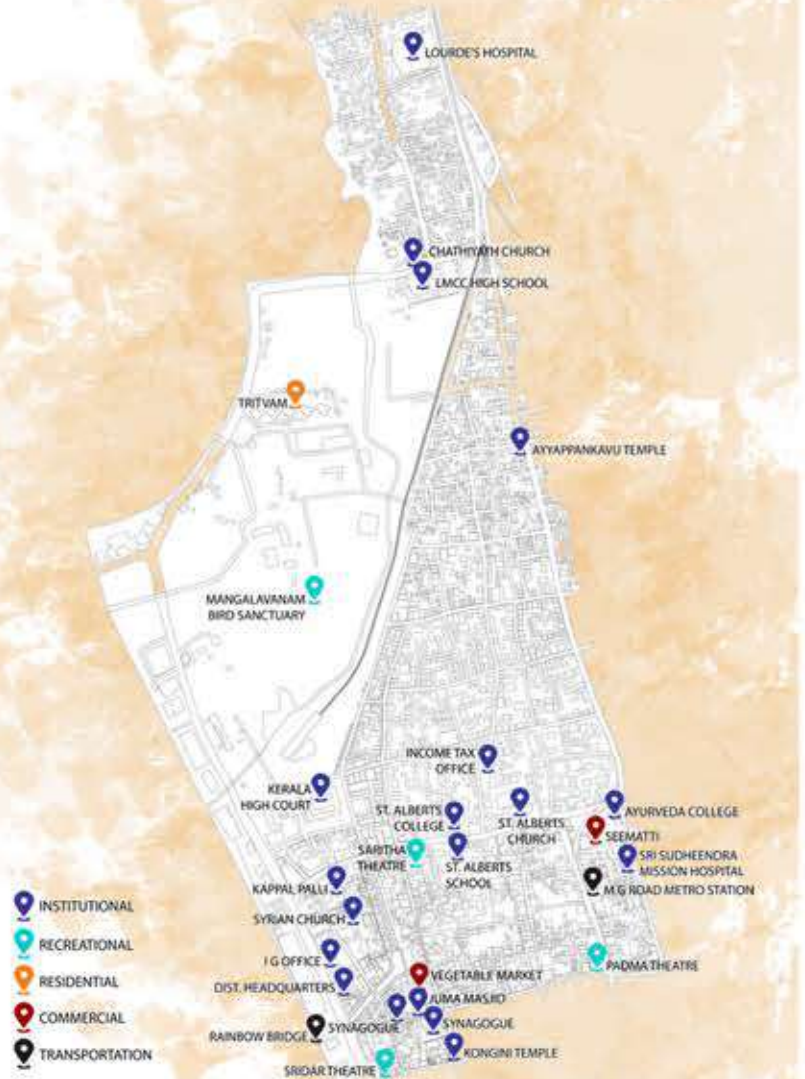 LOURDE'S HOSPITAL
CHATHIYATH CHURCH
LMCC HIGH SCHOOL
TRITVAM
AYYAPPANKAVU TEMPLE
MANGALAVANAM
BIRD SANCTUARY
INCOME TAX
OFFICE
KERALA
HIGH COURT
ST. ALBERTS
COLLEGE
ST. ALBERTS
CHURCH
AYURVEDA COLLEGE
SEEMATTI
SARITHA
THEATRE
ST. ALBERTS
SCHOOL
SRI SUDHEENDRA
MISSION HOSPITAL
KAPPAL PALLI
M.G ROAD METRO STATION
SYRIAN CHURCH
I G OFFICE
PADMA THEATRE
DIST. HEADQUARTERS
VEGETABLE MARKET
JUMA MASJID
RAINBOW BRIDGE
SYNAGOGUE
SYNAGOGUE
KONGINI TEMPLE
SRIDAR THEATRE
INSTITUTIONAL
RECREATIONAL
RESIDENTIAL
COMMERCIAL
TRANSPORTATION